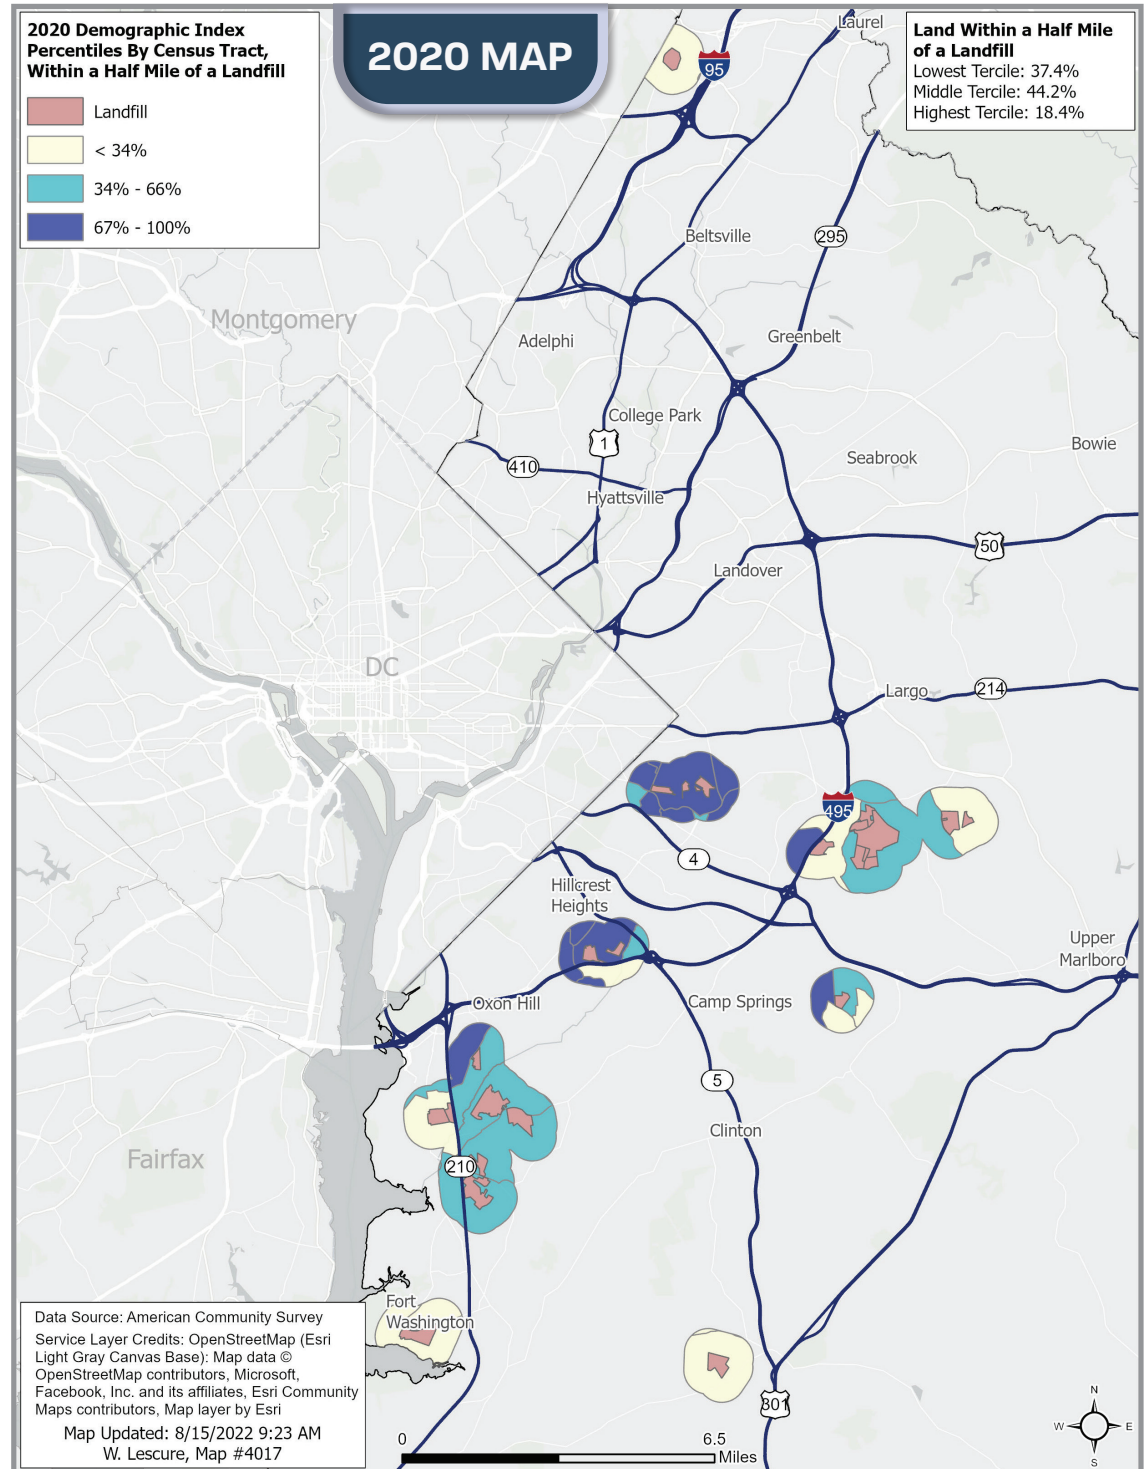 2020 Demographic Index
Percentiles By Census Tract,
Within a Half Mile of a Landfill
Landfill
< 34%
34% - 66%
67% - 100%
2020 MAP
Land Within a Half Mile
of a Landfill
Lowest Tercile: 37.4%
Middle Tercile: 44.2%
Highest Tercile: 18.4%
Laurel
95
Beltsville
295
Montgomery
Adelphi
Greenbelt
College Park
1
Bowie
Seabrook
410
Hyattsville
50
Landover
DC
Largo
214
495
4
Hillcrest
Heights
Upper
Marlboro
Oxon Hill
Camp Springs
5
Clinton
Fairfax
210
Fort
Washington
301
Data Source: American Community Survey
Service Layer Credits: OpenStreetMap (Esri
Light Gray Canvas Base): Map data ©
OpenStreetMap contributors, Microsoft,
Facebook, Inc. and its affiliates, Esri Community
Maps contributors, Map layer by Esri
Map Updated: 8/15/2022 9:23 AM
W. Lescure, Map #4017
0
6.5
Miles
N
W
E
S